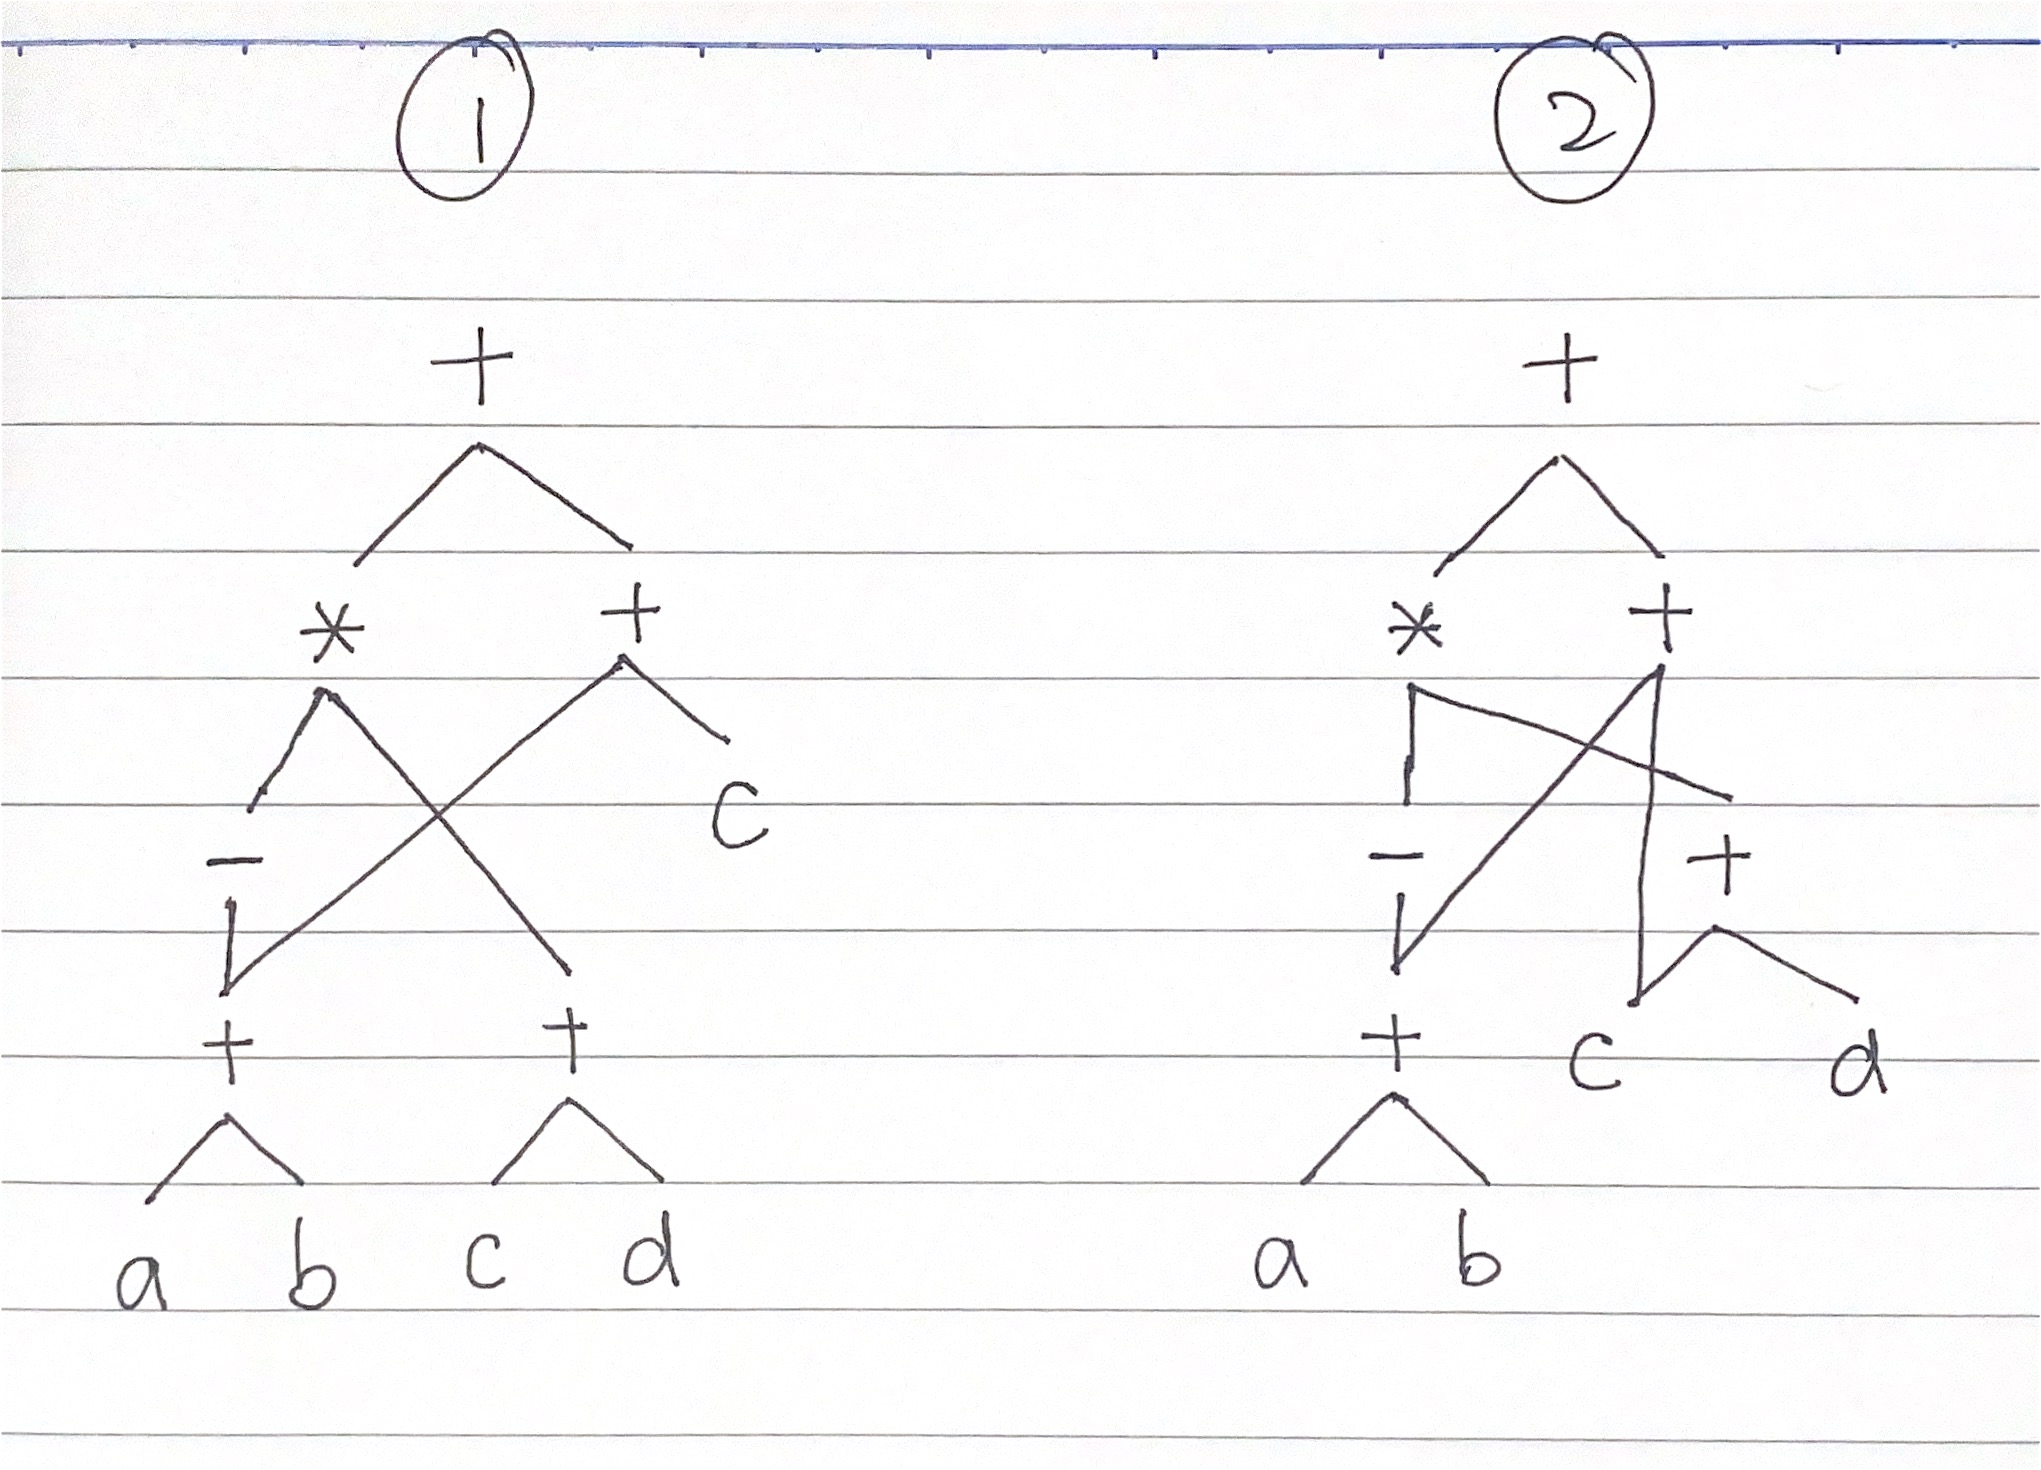 1 2
+ +
* + * +
C
- - +
+ + + c d
a b c d a b